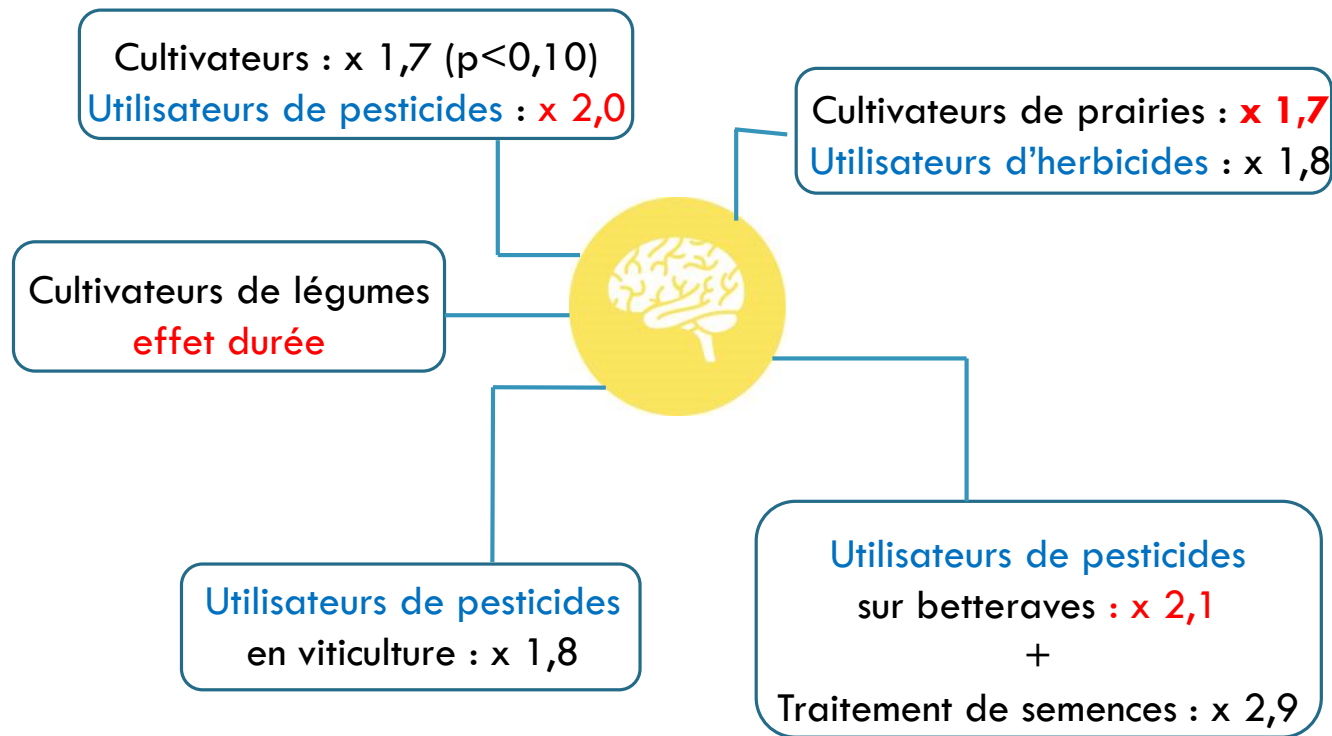 Cultivateurs : x 1,7 (p<0,10)
Utilisateurs de pesticides : x 2,0
Cultivateurs de prairies : x 1,7
Utilisateurs d’herbicides : x 1,8
Cultivateurs de légumes
effet durée
Utilisateurs de pesticides
en viticulture : x 1,8
Utilisateurs de pesticides
sur betteraves : x 2,1
+
Traitement de semences : x 2,9